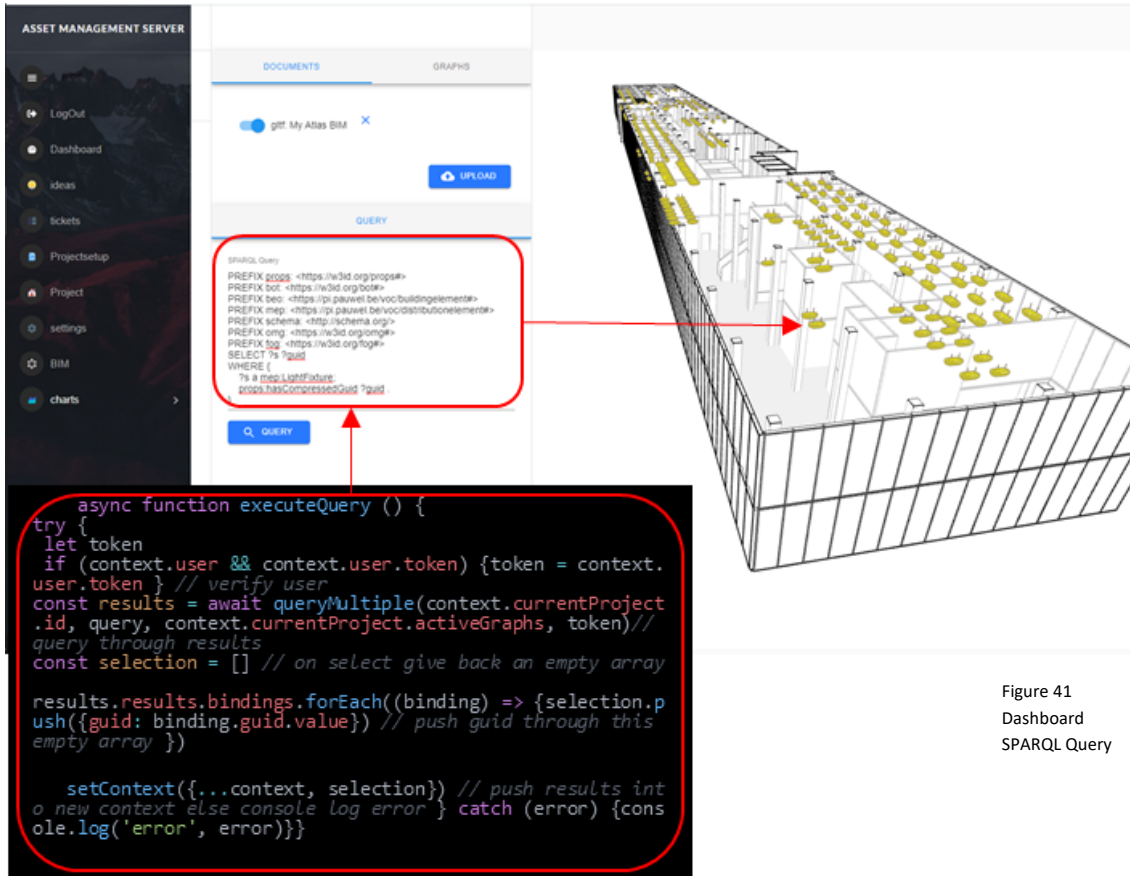 ASSET MANAGEMENT SERVER
LogOut
Dashboard
ideas
tickets
Projectsetup
Project
settings
BIM
charts
DOCUMENTS
GRAPHS
gltf: My Atlas BIM
UPLOAD
QUERY
SPARQL Query
PREFIX props: <https://w3id.org/props#>
PREFIX bot: <https://w3id.org/bot#>
PREFIX beo: <https://pi.pauwel.be/voc/buildingelement#>
PREFIX mep: <https://pi.pauwel.be/voc/distributionelement#>
PREFIX schema: <http://schema.org/>
PREFIX omg: <https://w3id.org/omg#>
PREFIX fog: <https://w3id.org/fog#>
SELECT ?s ?guid
WHERE {
?s a mep:LightFixture;
props:hasCompressedGuid ?guid .
}
QUERY
async function executeQuery () {
try {
let token
if (context.user && context.user.token) {token = context.
user.token } // verify user
const results = await queryMultiple(context.currentProject
.id, query, context.currentProject.activeGraphs, token)//
query through results
const selection = [] // on select give back an empty array
results.results.bindings.forEach((binding) => {selection.p
ush({guid: binding.guid.value}) // push guid through this
empty array })
setContext({...context, selection}) // push results int
o new context else console log error } catch (error) {cons
ole.log('error', error)}}
Figure 41
Dashboard
SPARQL Query